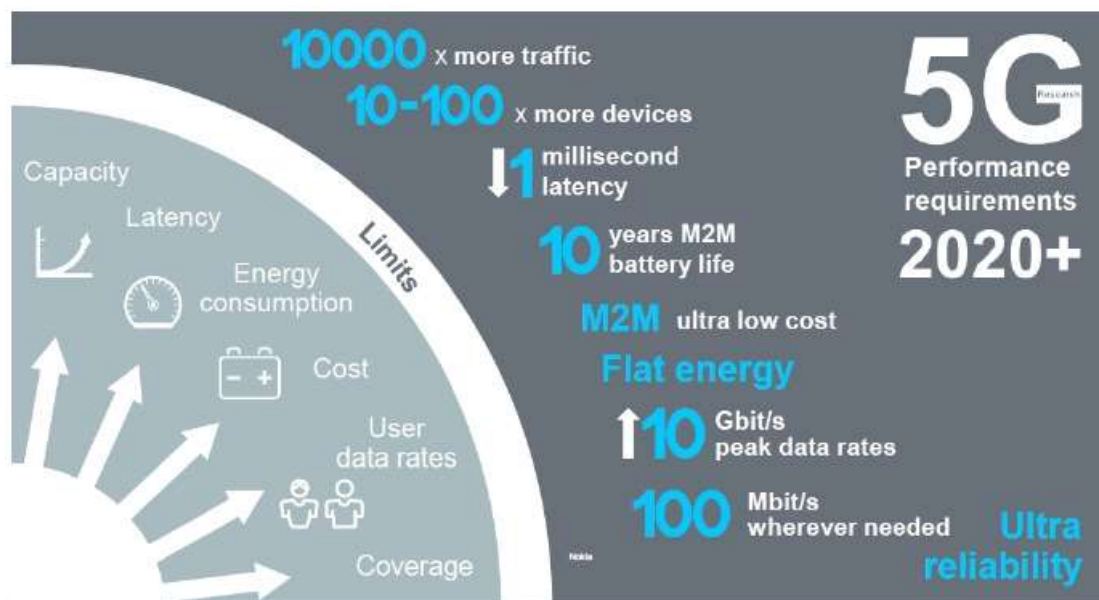 10000 x more traffic
10-100 x more devices
1 millisecond
latency
10 years M2M
battery life
M2M ultra low cost
Flat energy
10 Gbit/s
peak data rates
100 Mbit/s
wherever needed
Ultra
reliability
5G
Research
Performance
requirements
2020+
Limits
Capacity
Latency
Energy
consumption
Cost
User
data rates
Coverage
Nokia